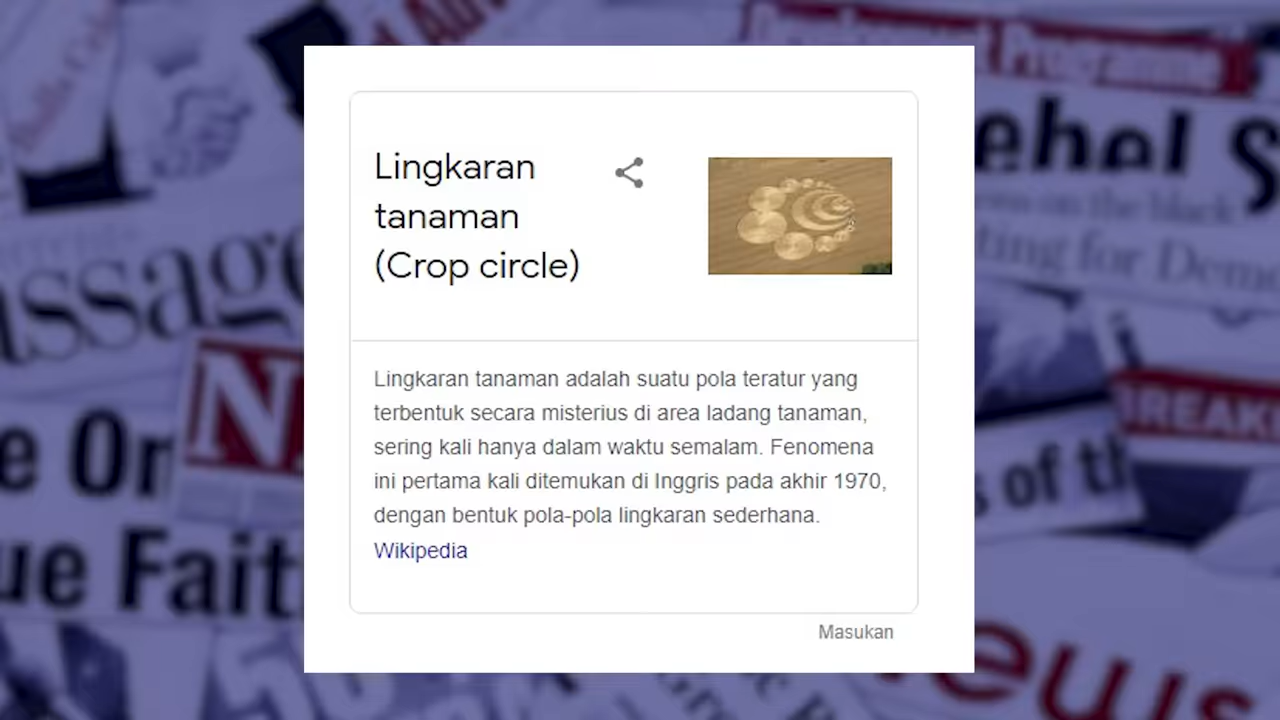 Lingkaran
tanaman
(Crop circle)
Lingkaran tanaman adalah suatu pola teratur yang
terbentuk secara misterius di area ladang tanaman,
sering kali hanya dalam waktu semalam. Fenomena
ini pertama kali ditemukan di Inggris pada akhir 1970,
dengan bentuk pola-pola lingkaran sederhana.
Wikipedia
Masukan